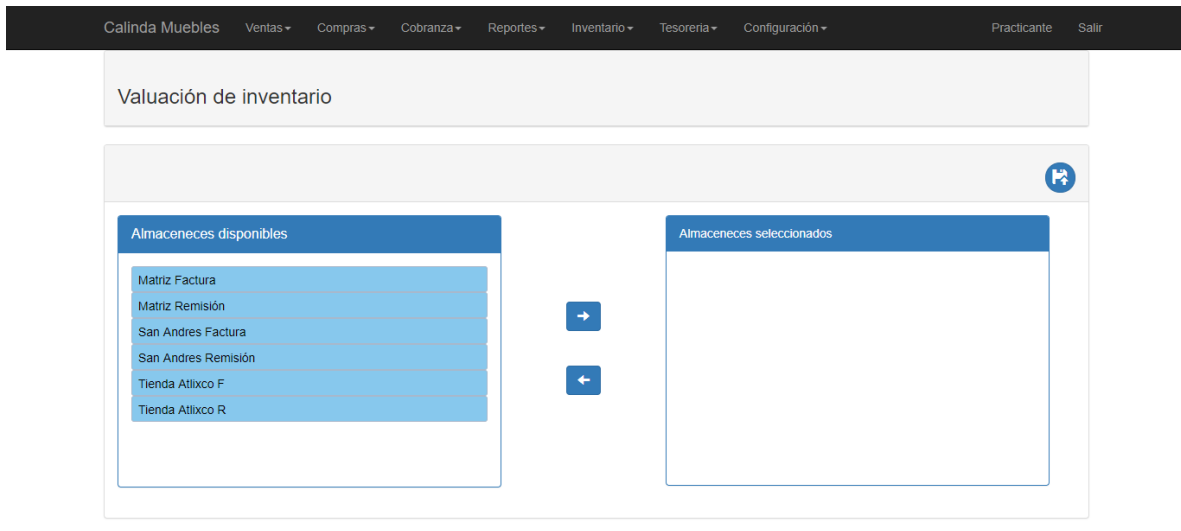 Calinda Muebles Ventas Compras Cobranza Reportes Inventario Tesoreria Configuración Practicante Salir
Valuación de inventario
Almaceneces disponibles
Matriz Factura
Matriz Remisión
San Andres Factura
San Andres Remisión
Tienda Atlixco F
Tienda Atlixco R
Almaceneces seleccionados